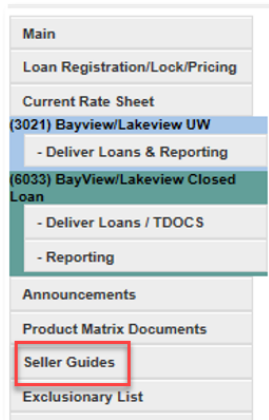 Main
Loan Registration/Lock/Pricing
Current Rate Sheet
(3021) Bayview/Lakeview UW
- Deliver Loans & Reporting
(6033) BayView/Lakeview Closed
Loan
- Deliver Loans / TDOCS
- Reporting
Announcements
Product Matrix Documents
Seller Guides
Exclusionary List